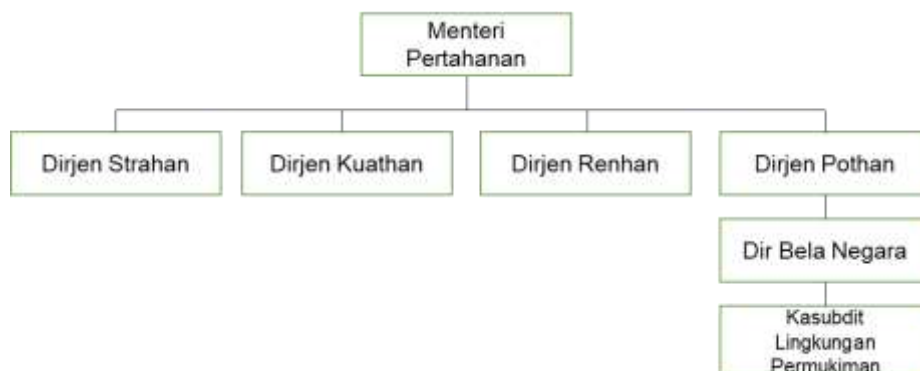 Menteri
Pertahanan
Dirjen Strahan
Dirjen Kuathan
Dirjen Renhan
Dirjen Pothan
Dir Bela Negara
Kasubdit
Lingkungan
Permukiman